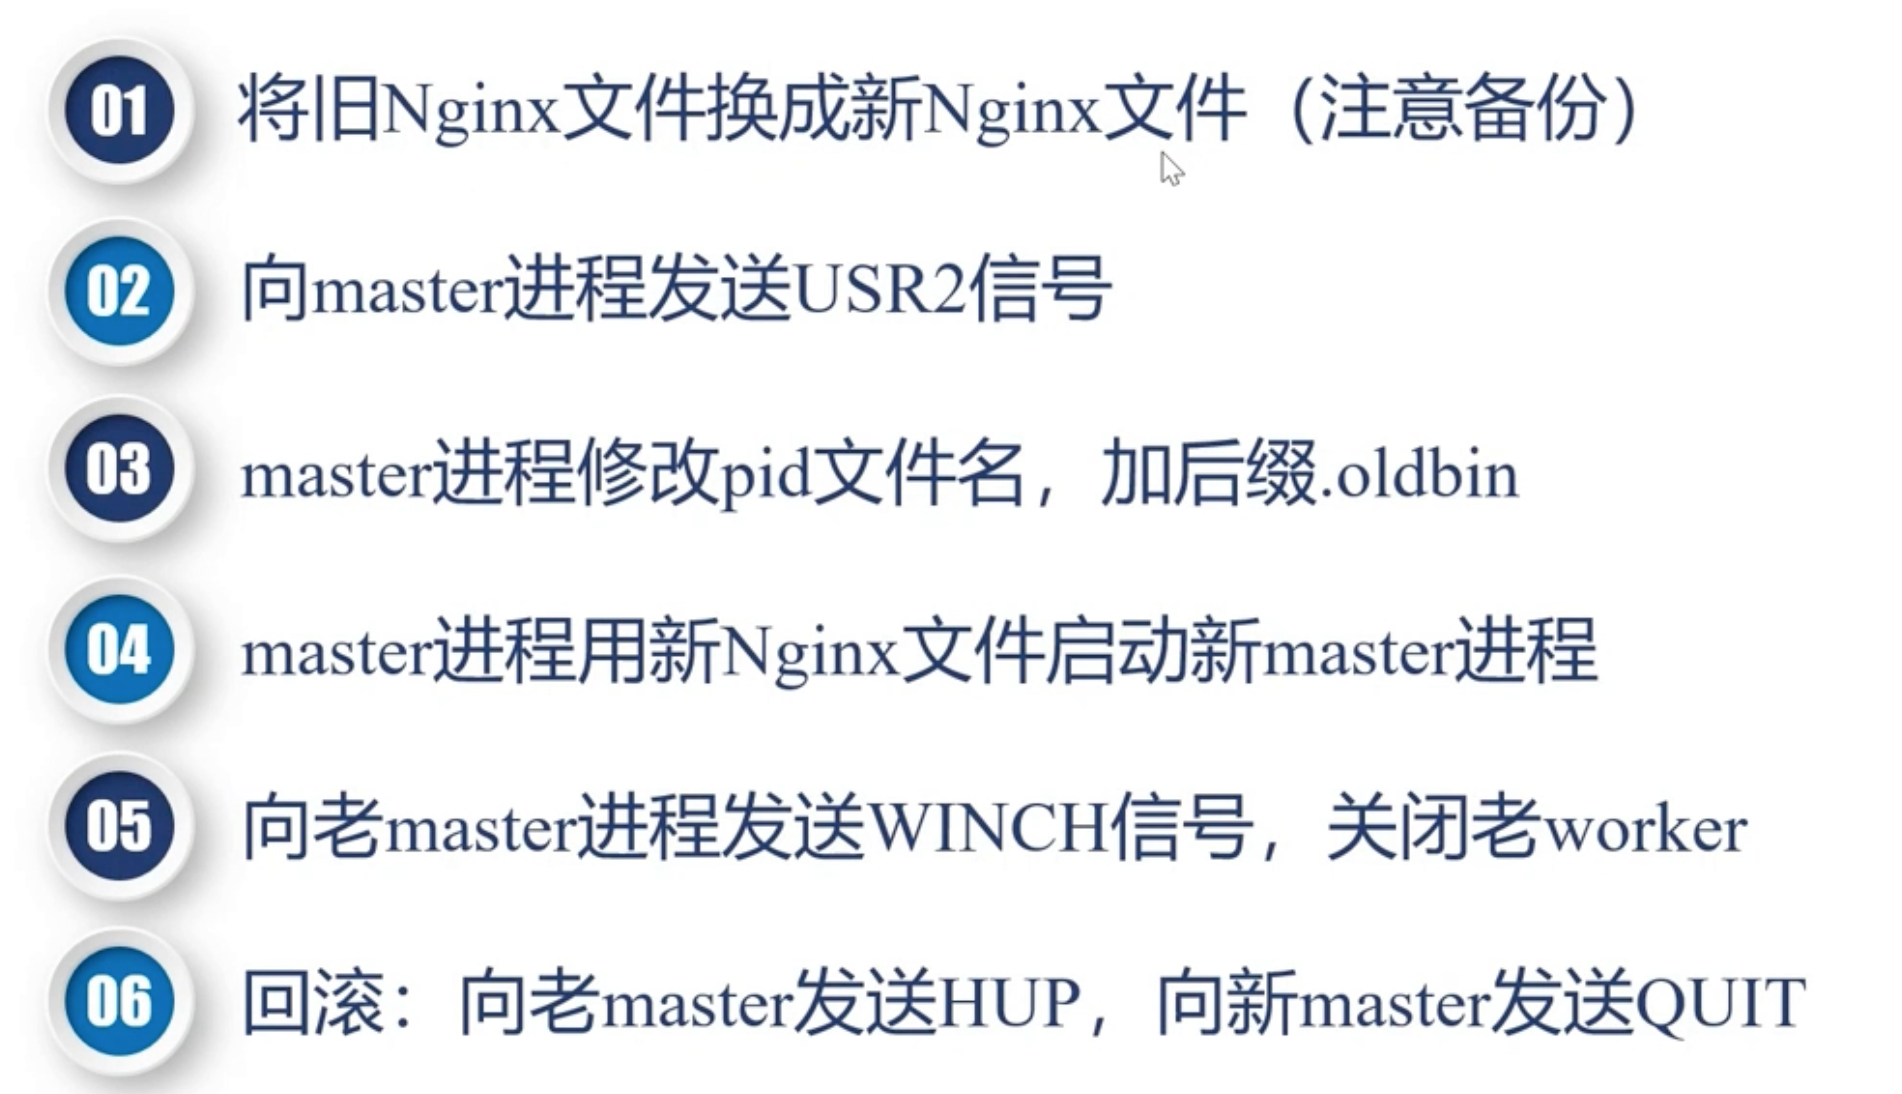 01 将旧Nginx文件换成新Nginx文件（注意备份）
02 向master进程发送USR2信号
03 master进程修改pid文件名，加后缀.oldbin
04 master进程用新Nginx文件启动新master进程
05 向老master进程发送WINCH信号，关闭老worker
06 回滚：向老master发送HUP，向新master发送QUIT